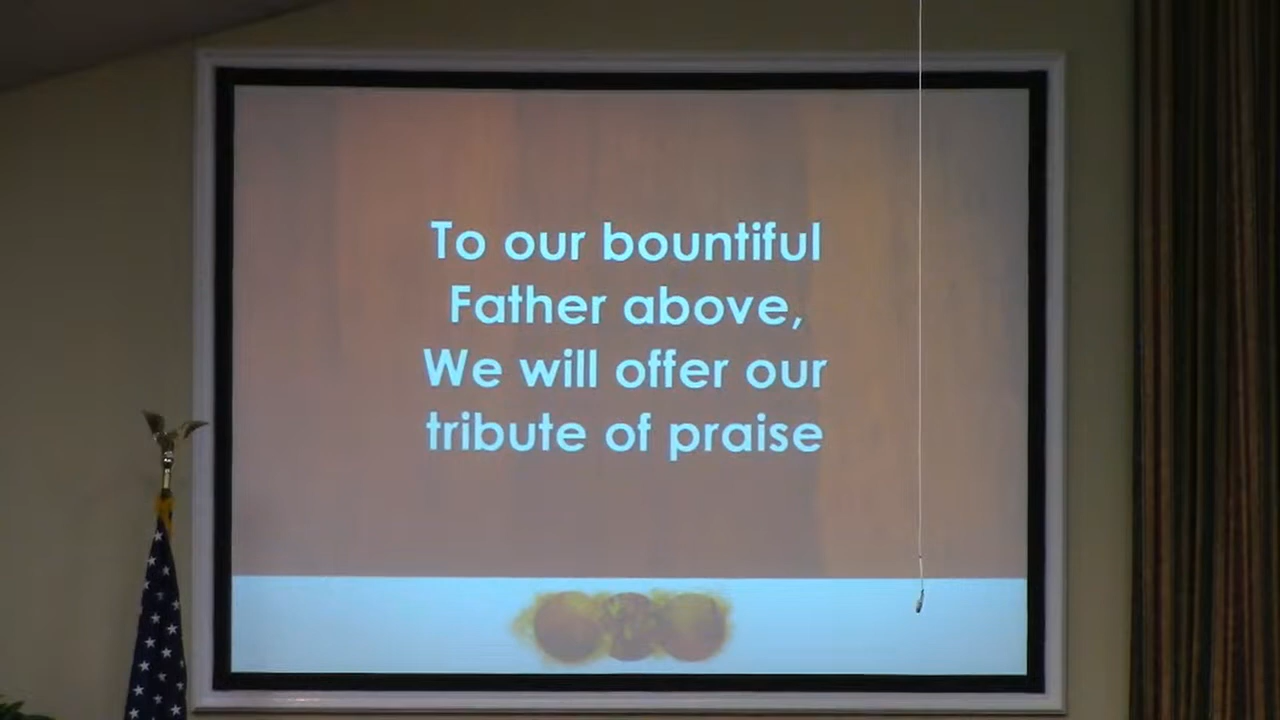 To our bountiful
Father above,
We will offer our
tribute of praise